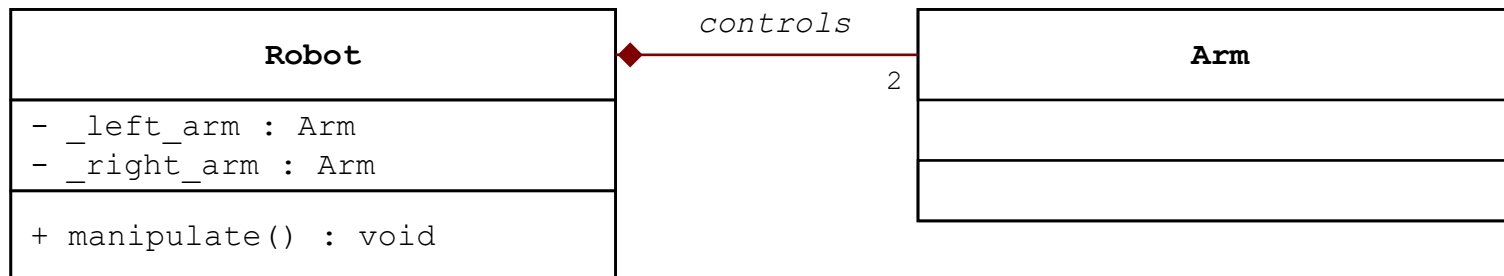 Robot
- _left_arm : Arm
- _right_arm : Arm
+ manipulate() : void
controls
2
Arm